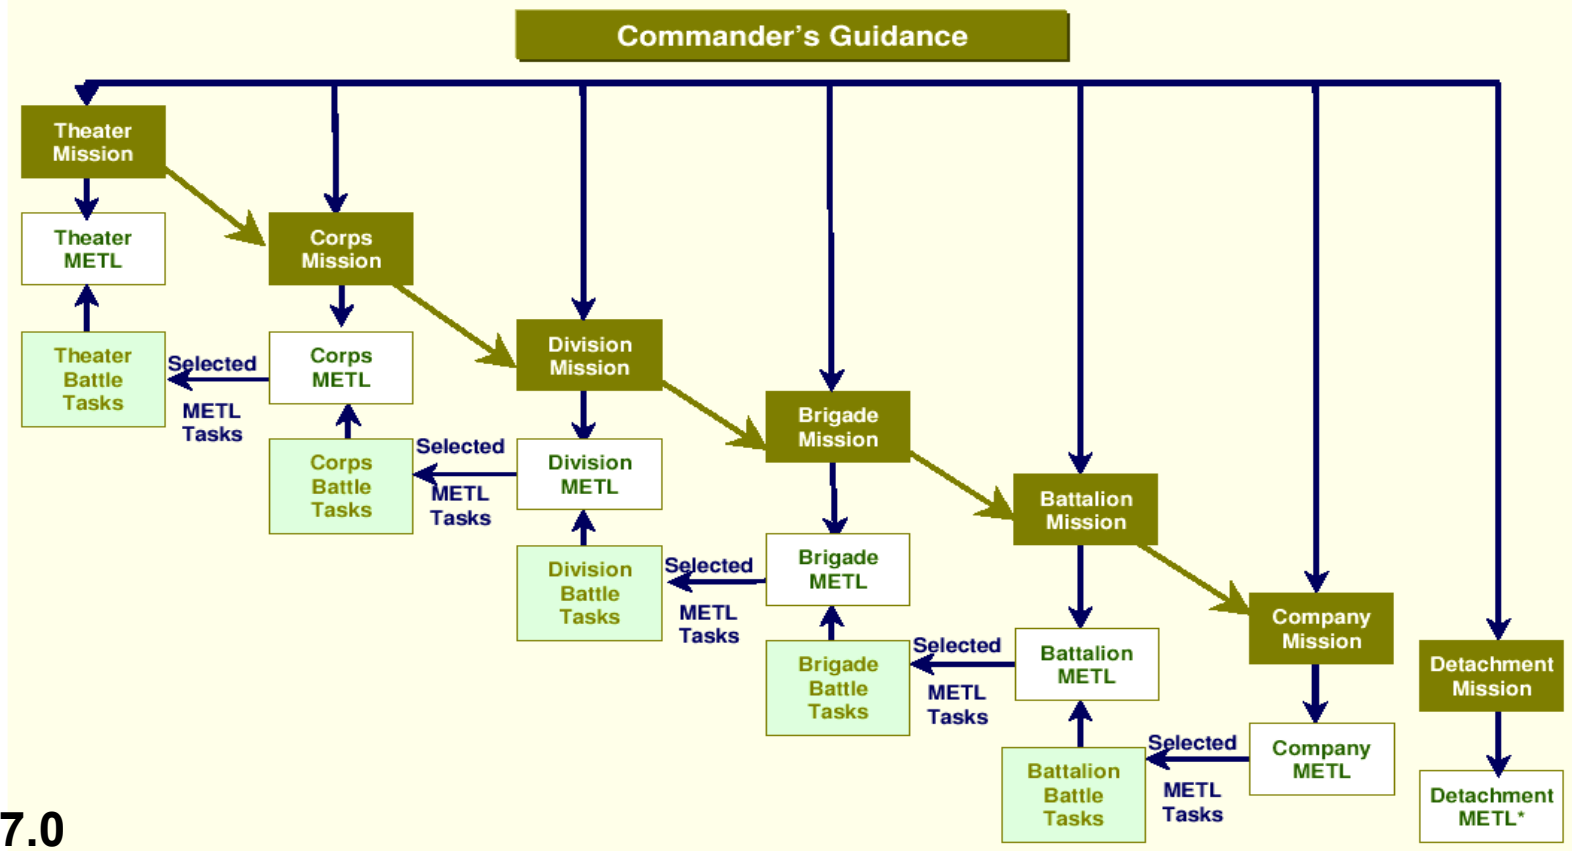 Commander's Guidance
Theater
Mission
Theater
METL
Theater
Battle
Tasks
Selected
METL
Tasks
Corps
Mission
Corps
METL
Corps
Battle
Tasks
Selected
METL
Tasks
Division
Mission
Division
METL
Division
Battle
Tasks
Selected
METL
Tasks
Brigade
Mission
Brigade
METL
Brigade
Battle
Tasks
Selected
METL
Tasks
Battalion
Mission
Battalion
METL
Battalion
Battle
Tasks
Selected
METL
Tasks
Company
Mission
Company
METL
Detachment
Mission
Detachment
METL*
7.0